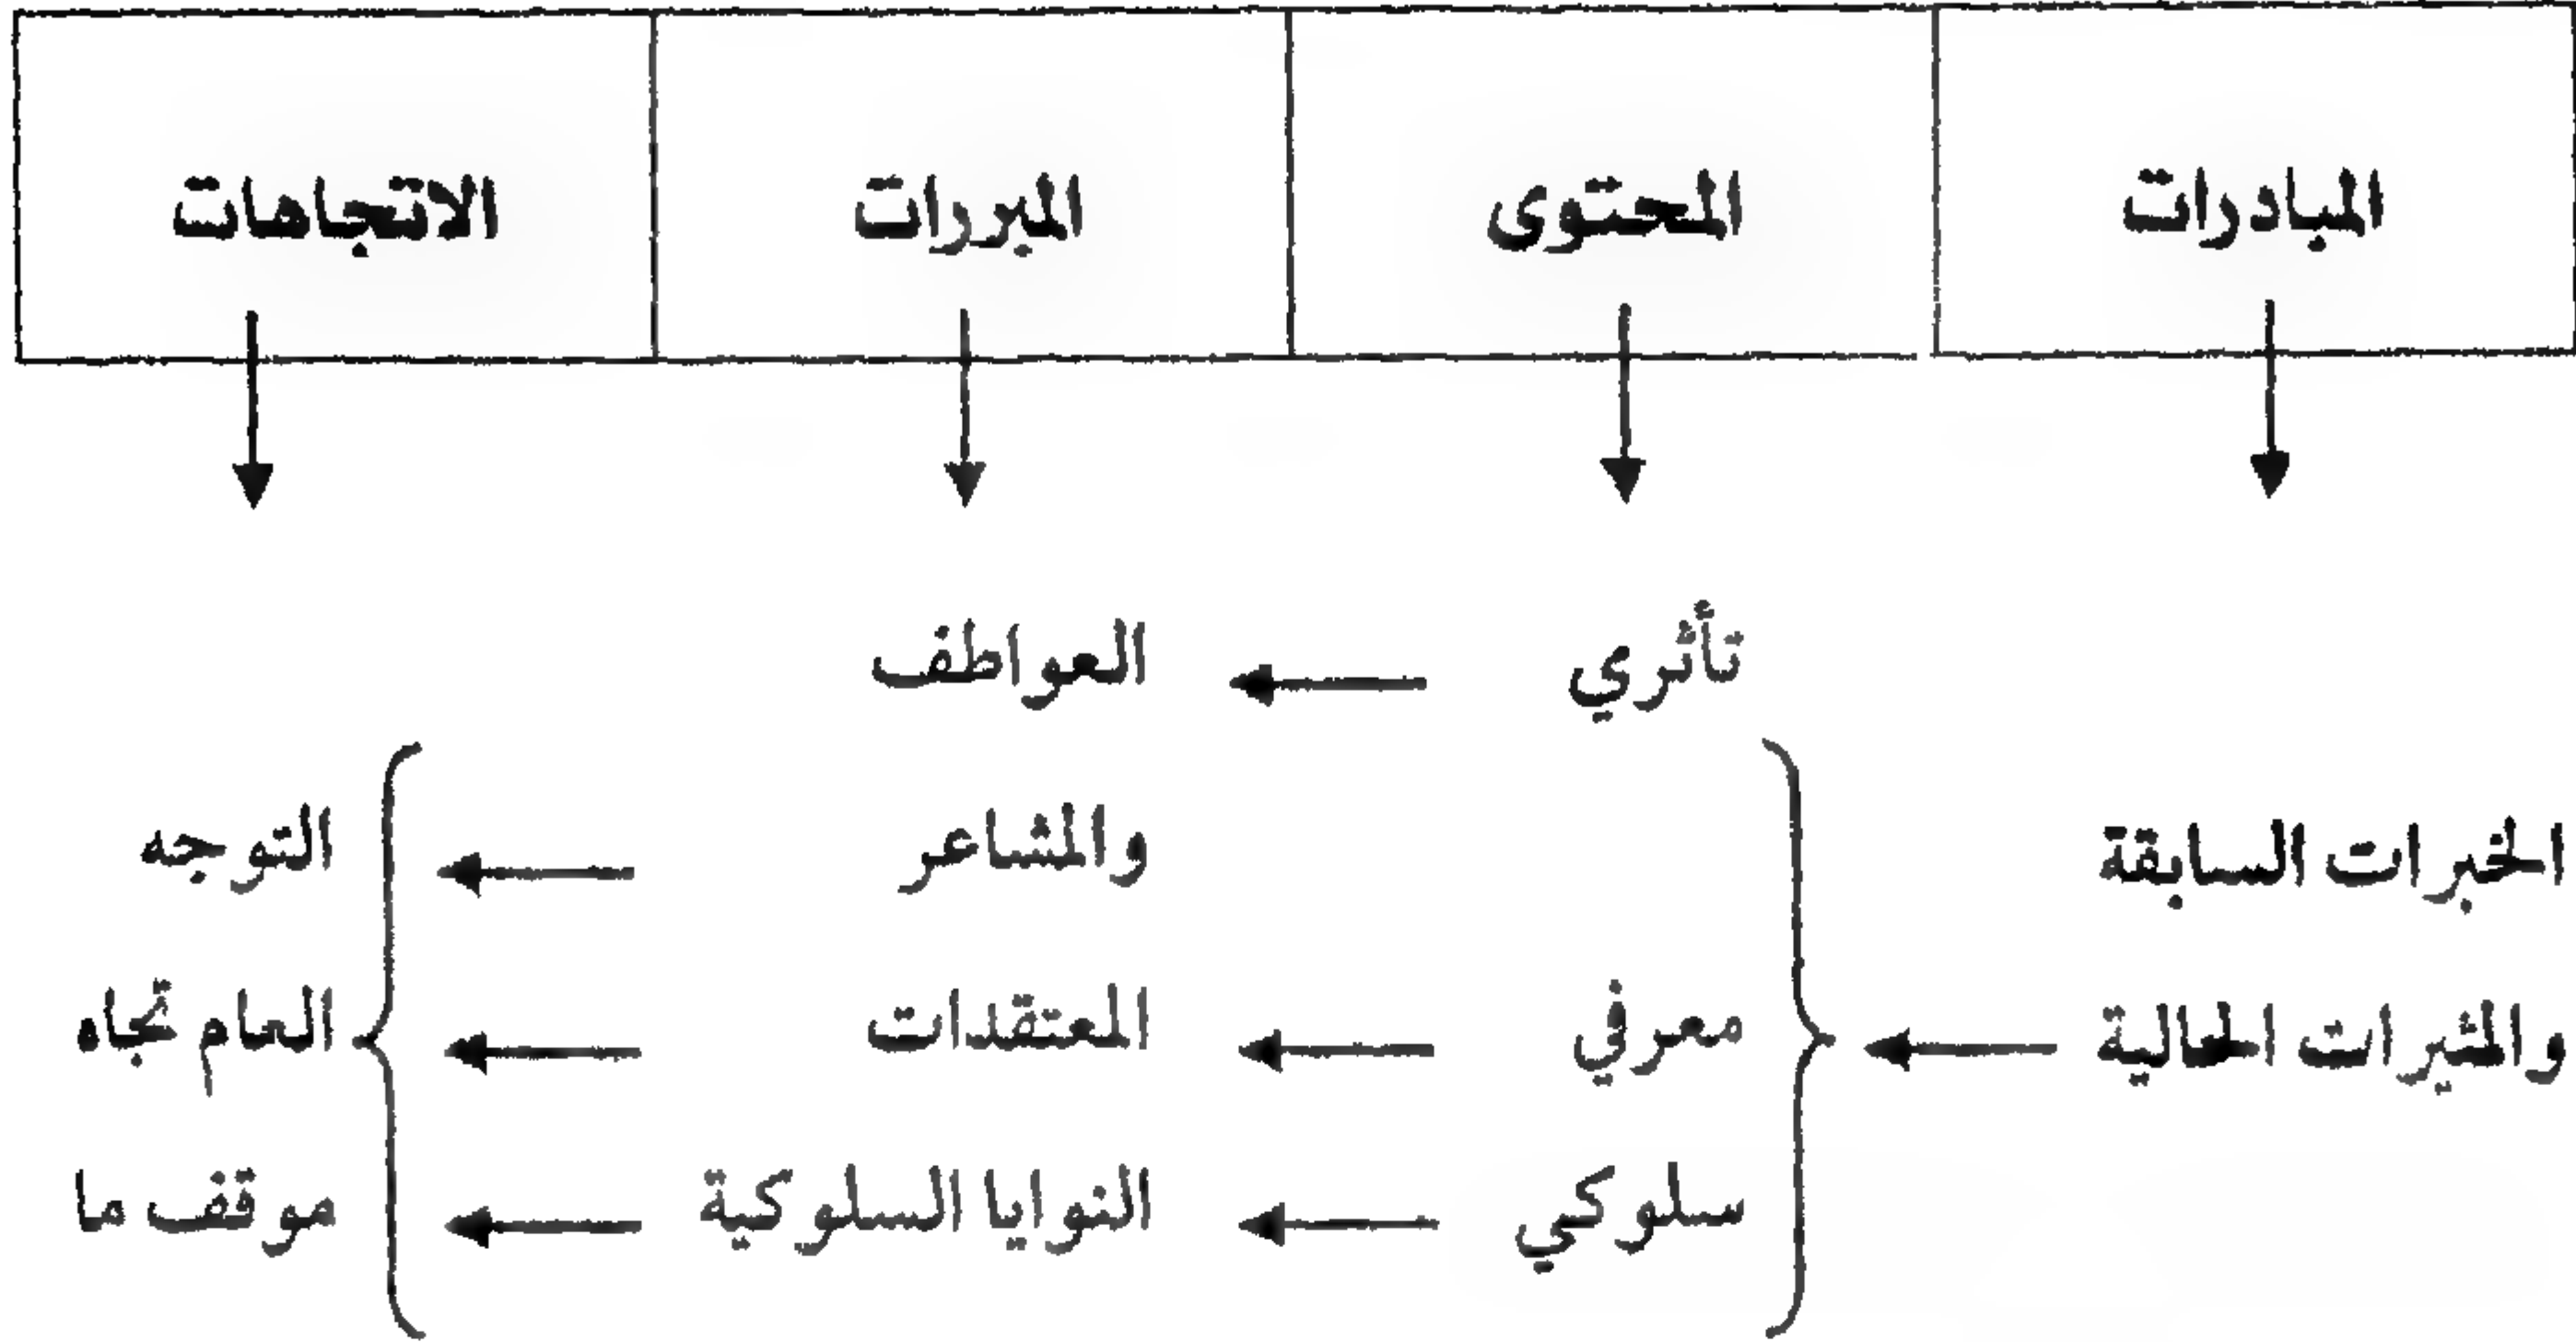 المبادرات المحتوى المبررات الاتجاهات
تأثري العواطف
الخبرات السابقة والمشاعر التوجه
والمثيرات الحالية معرفي المعتقدات العام تجاه
سلوكي النوايا السلوكية موقف ما